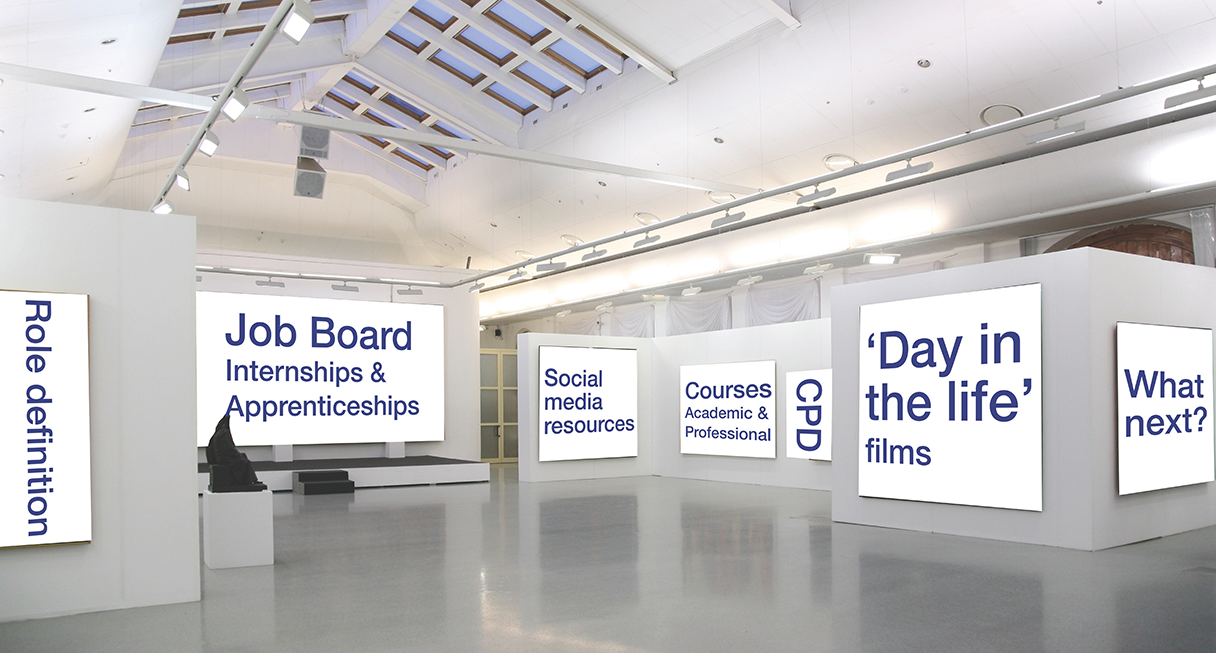 Role definition
Job Board
Internships &
Apprenticeships
Social
media
resources
Courses
Academic &
Professional
CPD
‘Day in
the life’
films
What
next?